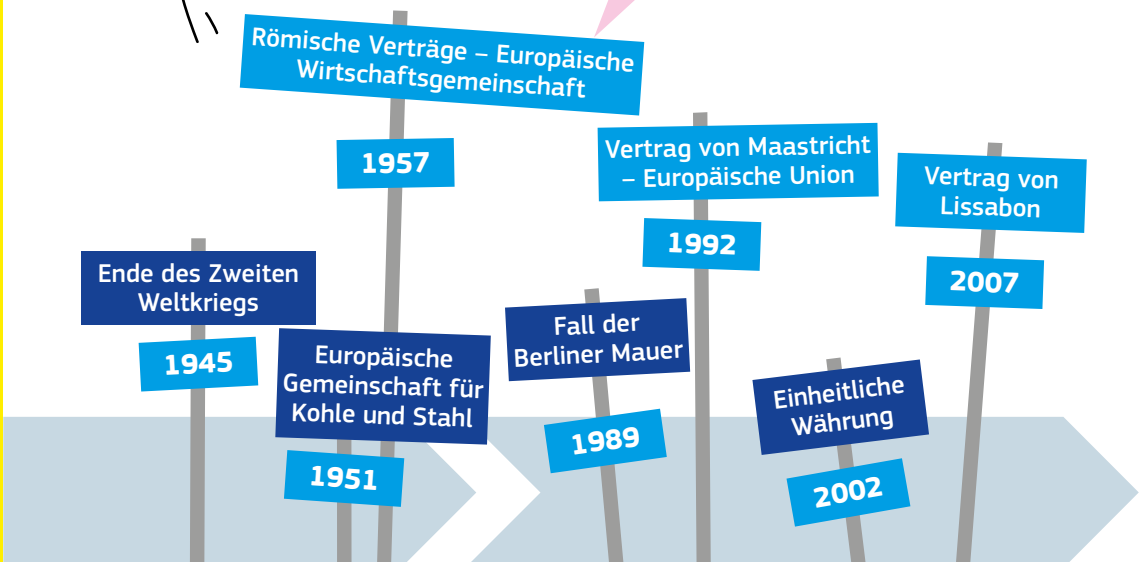 Römische Verträge – Europäische
Wirtschaftsgemeinschaft
1957
Vertrag von Maastricht
– Europäische Union
1992
Vertrag von
Lissabon
2007
Ende des Zweiten
Weltkriegs
1945
Europäische
Gemeinschaft für
Kohle und Stahl
1951
Fall der
Berliner Mauer
1989
Einheitliche
Währung
2002